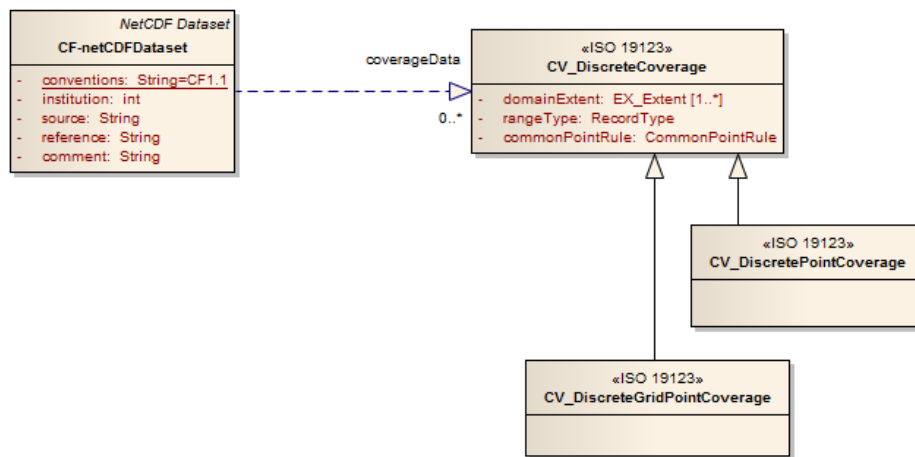 NetCDF Dataset
CF-netCDFDataset
- conventions: String=CF1.1
- institution: int
- source: String
- reference: String
- comment: String
coverageData
0..*
«ISO 19123»
CV_DiscreteCoverage
- domainExtent: EX_Extent [1..*]
- rangeType: RecordType
- commonPointRule: CommonPointRule
«ISO 19123»
CV_DiscretePointCoverage
«ISO 19123»
CV_DiscreteGridPointCoverage